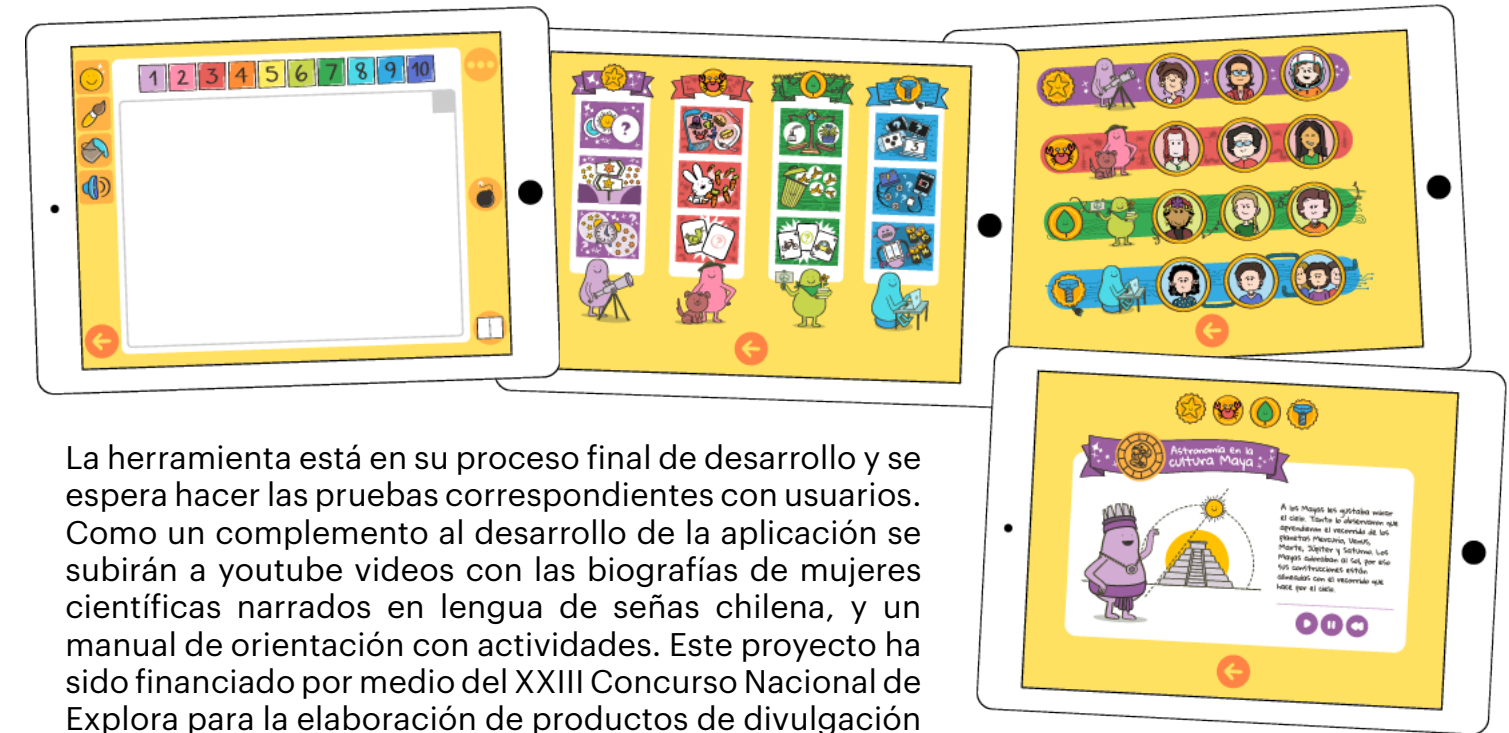 1 2 3 4 5 6 7 8 9 10
?
3
?
?
Astronomía en la
cultura Maya
A los Mayas les gustaba mirar
el cielo. Tanto lo observaron que
aprendieron el recorrido de los
planetas Mercurio, Venus,
Marte, Júpiter y Saturno. Los
Mayas adoraban al sol, por eso
sus construcciones están
alineadas con el recorrido que
hace por el cielo.
La herramienta está en su proceso final de desarrollo y se
espera hacer las pruebas correspondientes con usuarios.
Como un complemento al desarrollo de la aplicación se
subirán a youtube videos con las biografías de mujeres
científicas narrados en lengua de señas chilena, y un
manual de orientación con actividades. Este proyecto ha
sido financiado por medio del XXIII Concurso Nacional de
Explora para la elaboración de productos de divulgación